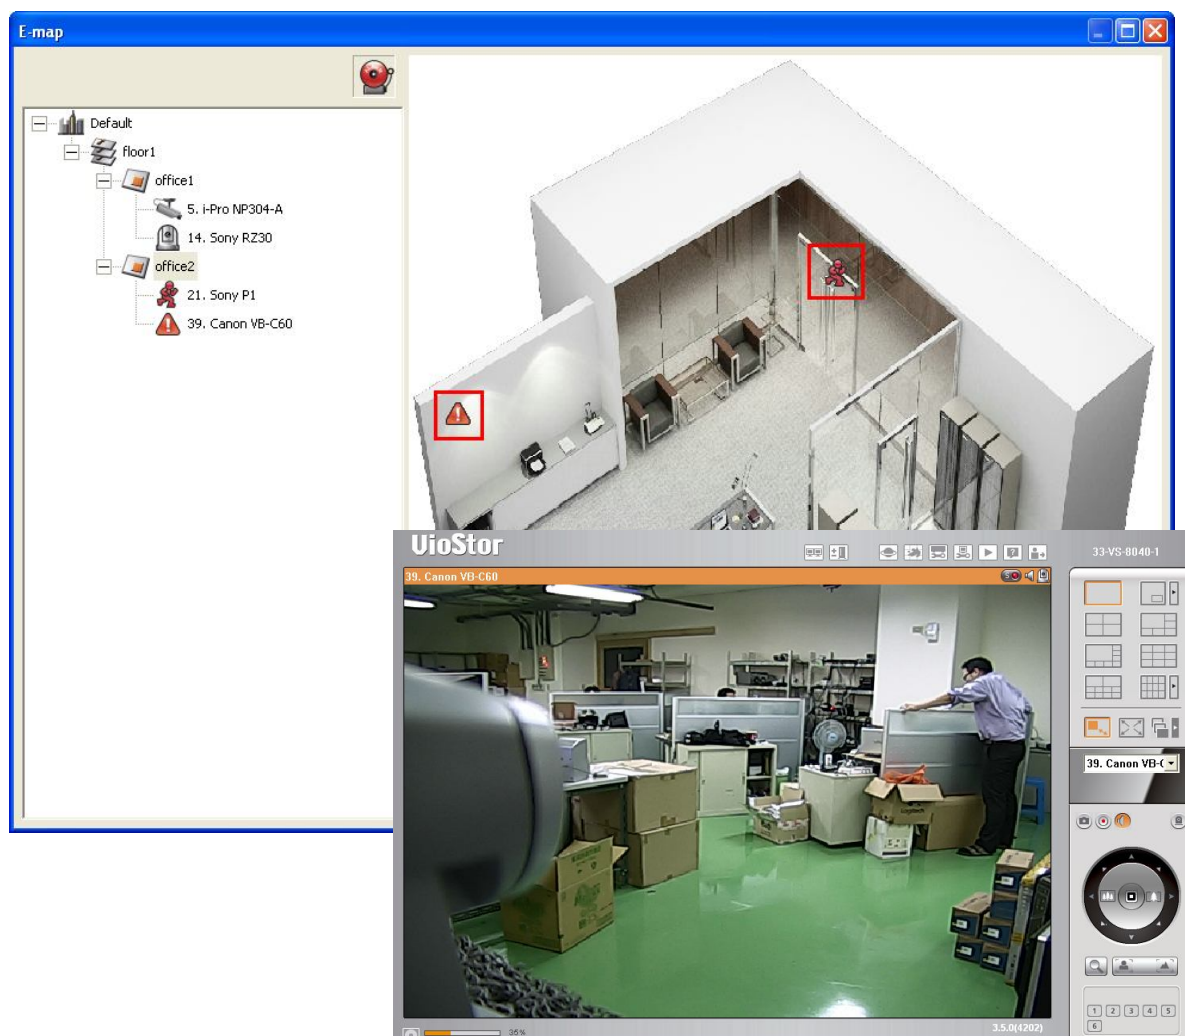 E-map
Default
floor1
office1
5. i-Pro NP304-A
14. Sony RZ30
office2
21. Sony P1
39. Canon VB-C60
VioStor
33-VS-8040-1
39. Canon VB-C60
39. Canon VB-(
Logitech
1 2 3 4 5
6
35%
3.5.0(4202)